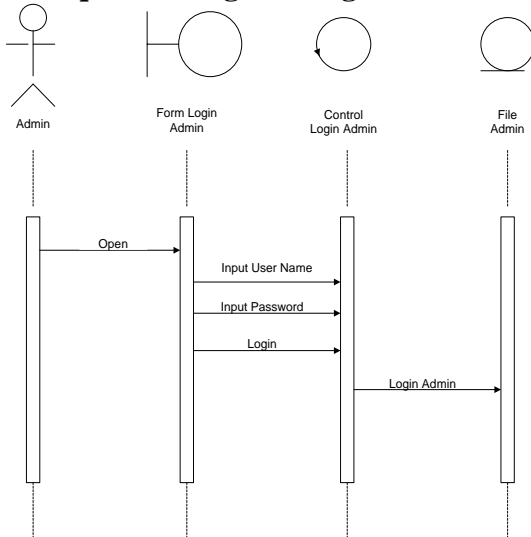 Admin
Form Login
Admin
Control
Login Admin
File
Admin
Open
Input User Name
Input Password
Login
Login Admin